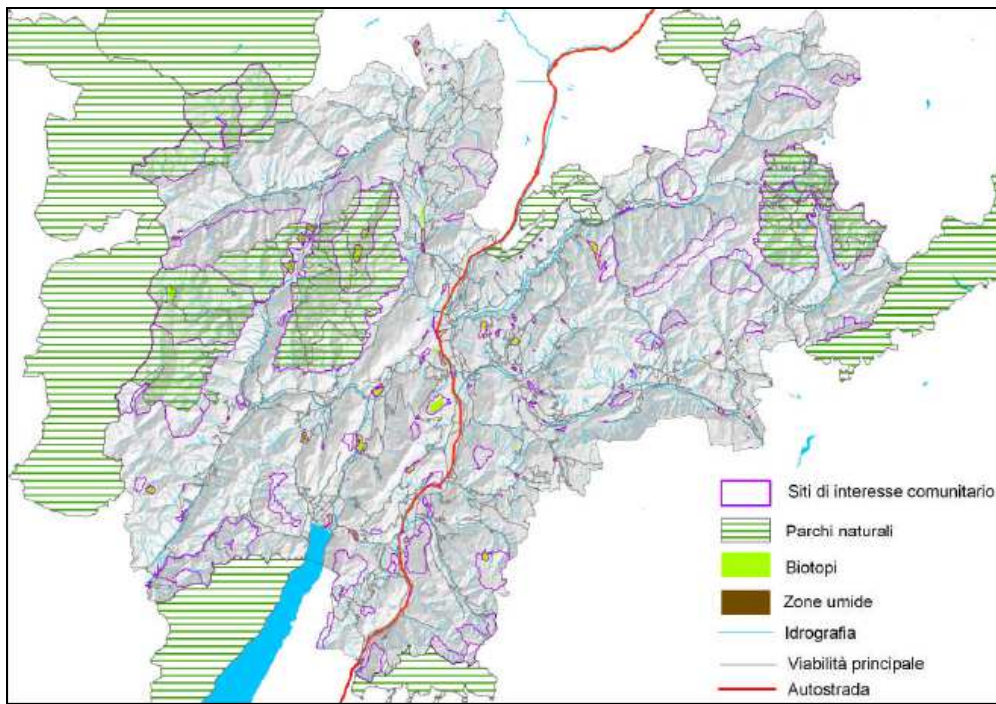 Siti di interesse comunitario
Parchi naturali
Biotopi
Zone umide
Idrografia
Viabilità principale
Autostrada